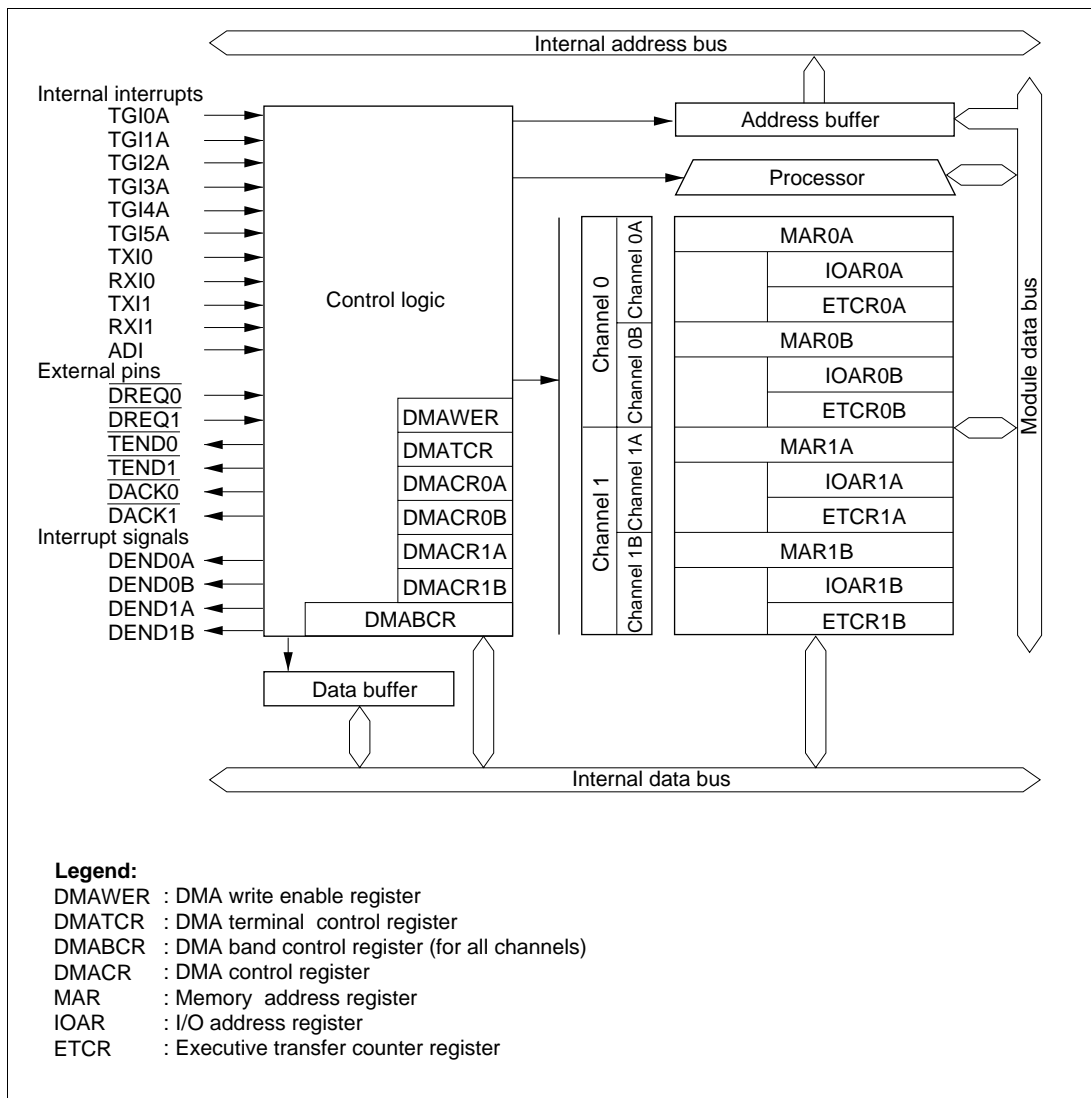 Internal address bus
Internal interrupts
TGI0A
TGI1A
TGI2A
TGI3A
TGI4A
TGI5A
TXI0
RXI0
TXI1
RXI1
ADI
External pins
DREQ0
DREQ1
TEND0
TEND1
DACK0
DACK1
Interrupt signals
DEND0A
DEND0B
DEND1A
DEND1B
Control logic
DMAWER
DMATCR
DMACR0A
DMACR0B
DMACR1A
DMACR1B
DMABCR
Data buffer
Address buffer
Processor
Channel 0
Channel 0A
Channel 0B
Channel 1
Channel 1A
Channel 1B
MAR0A
IOAR0A
ETCR0A
MAR0B
IOAR0B
ETCR0B
MAR1A
IOAR1A
ETCR1A
MAR1B
IOAR1B
ETCR1B
Module data bus
Internal data bus
Legend:
DMAWER : DMA write enable register
DMATCR : DMA terminal control register
DMABCR : DMA band control register (for all channels)
DMACR : DMA control register
MAR : Memory address register
IOAR : I/O address register
ETCR : Executive transfer counter register